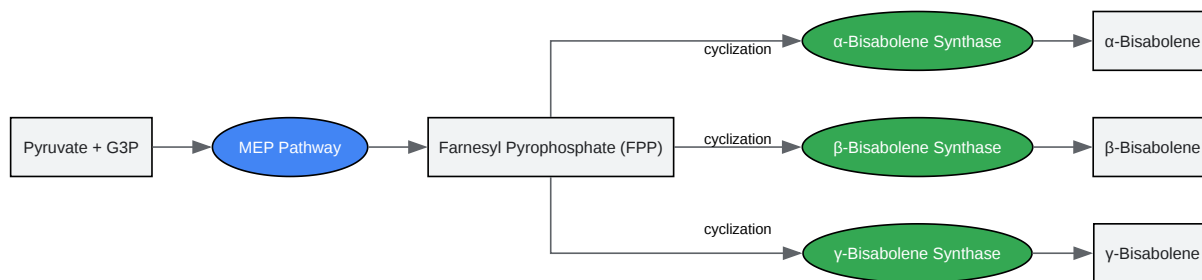 cyclization
α-Bisabolene Synthase
α-Bisabolene
Pyruvate + G3P
MEP Pathway
Farnesyl Pyrophosphate (FPP)
cyclization
β-Bisabolene Synthase
β-Bisabolene
cyclization
γ-Bisabolene Synthase
γ-Bisabolene